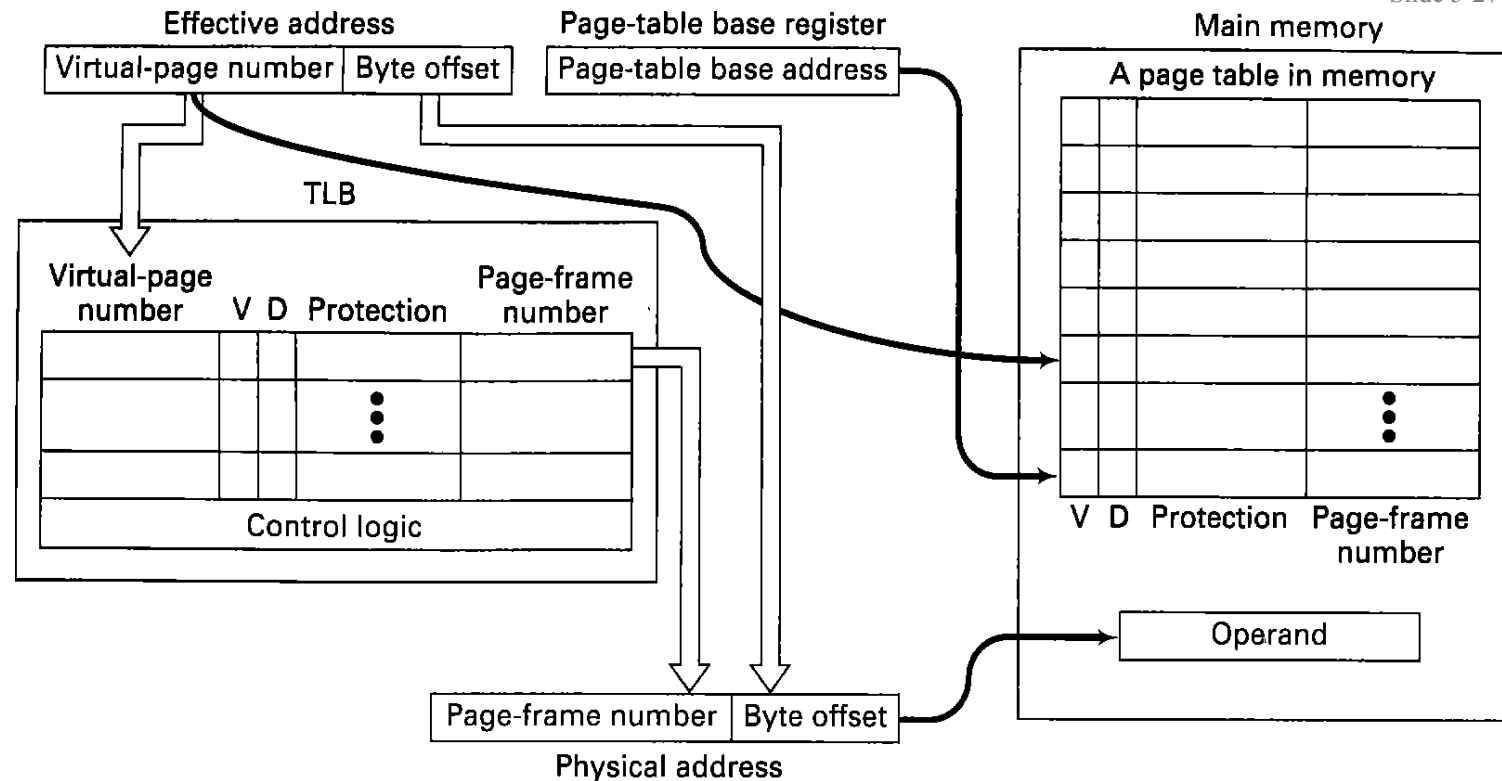 Effective address
Virtual-page number Byte offset
Page-table base register
Page-table base address
Main memory
A page table in memory
TLB
Virtual-page
number
V D Protection
Page-frame
number
Control logic
V D Protection Page-frame
number
Operand
Page-frame number Byte offset
Physical address